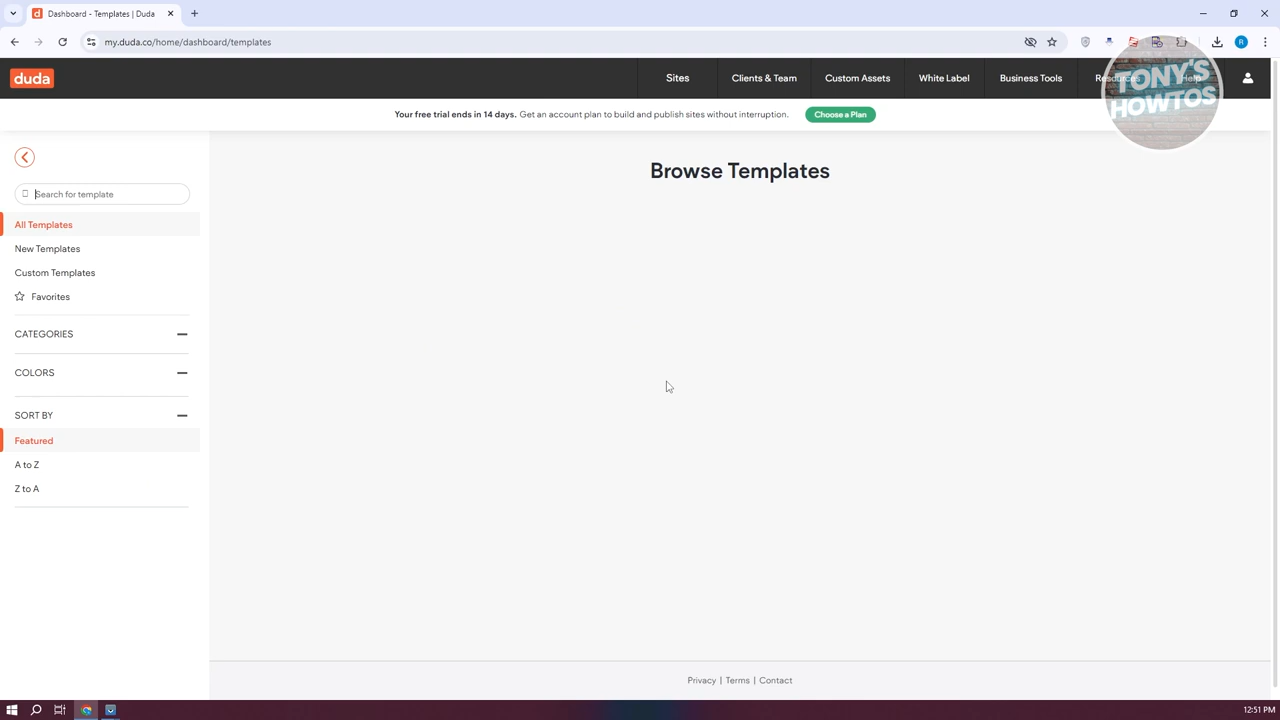 Dashboard - Templates | Duda
my.duda.co/home/dashboard/templates
R
duda
Sites
Clients & Team
Custom Assets
White Label
Business Tools
Resources
Help
TONY'S
HOWTOS
Your free trial ends in 14 days. Get an account plan to build and publish sites without interruption.
Choose a Plan
Browse Templates
Search for template
All Templates
New Templates
Custom Templates
Favorites
CATEGORIES
COLORS
SORT BY
Featured
A to Z
Z to A
Privacy | Terms | Contact
12:51 PM